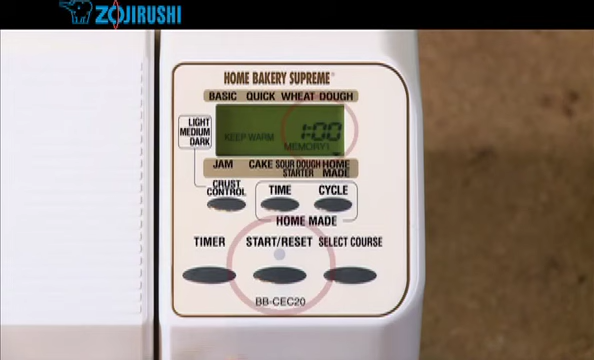 ZOJIRUSHI
HOME BAKERY SUPREME®
BASIC QUICK WHEAT DOUGH
LIGHT
MEDIUM
DARK
1:00
KEEP WARM
MEMORY1
JAM CAKE SOUR DOUGH STARTER HOME MADE
CRUST CONTROL
TIME CYCLE
HOME MADE
TIMER START/RESET SELECT COURSE
BB-CEC20